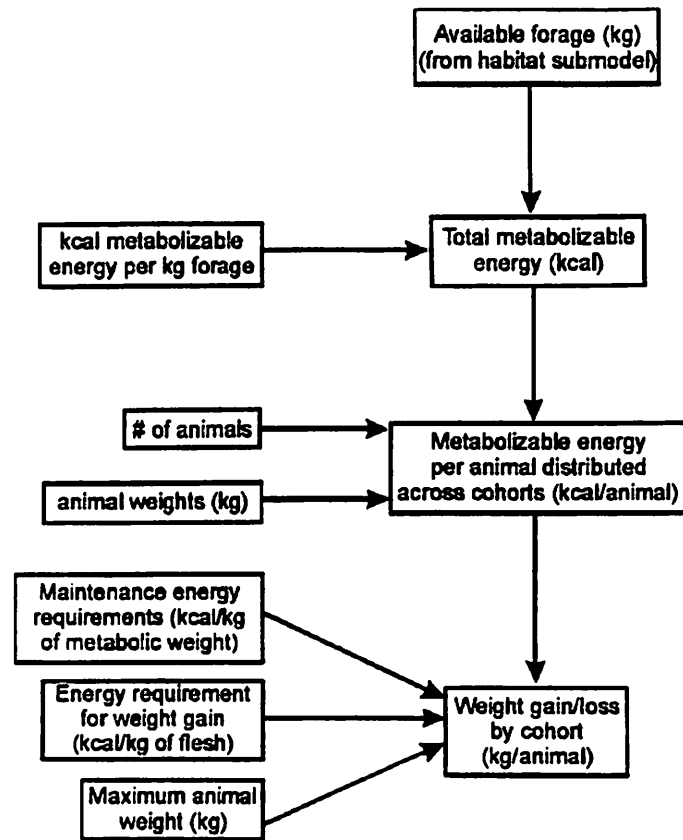 Available forage (kg)
(from habitat submodel)
kcal metabolizable
energy per kg forage
Total metabolizable
energy (kcal)
# of animals
animal weights (kg)
Metabolizable energy
per animal distributed
across cohorts (kcal/animal)
Maintenance energy
requirements (kcal/kg
of metabolic weight)
Energy requirement
for weight gain
(kcal/kg of flesh)
Maximum animal
weight (kg)
Weight gain/loss
by cohort
(kg/animal)